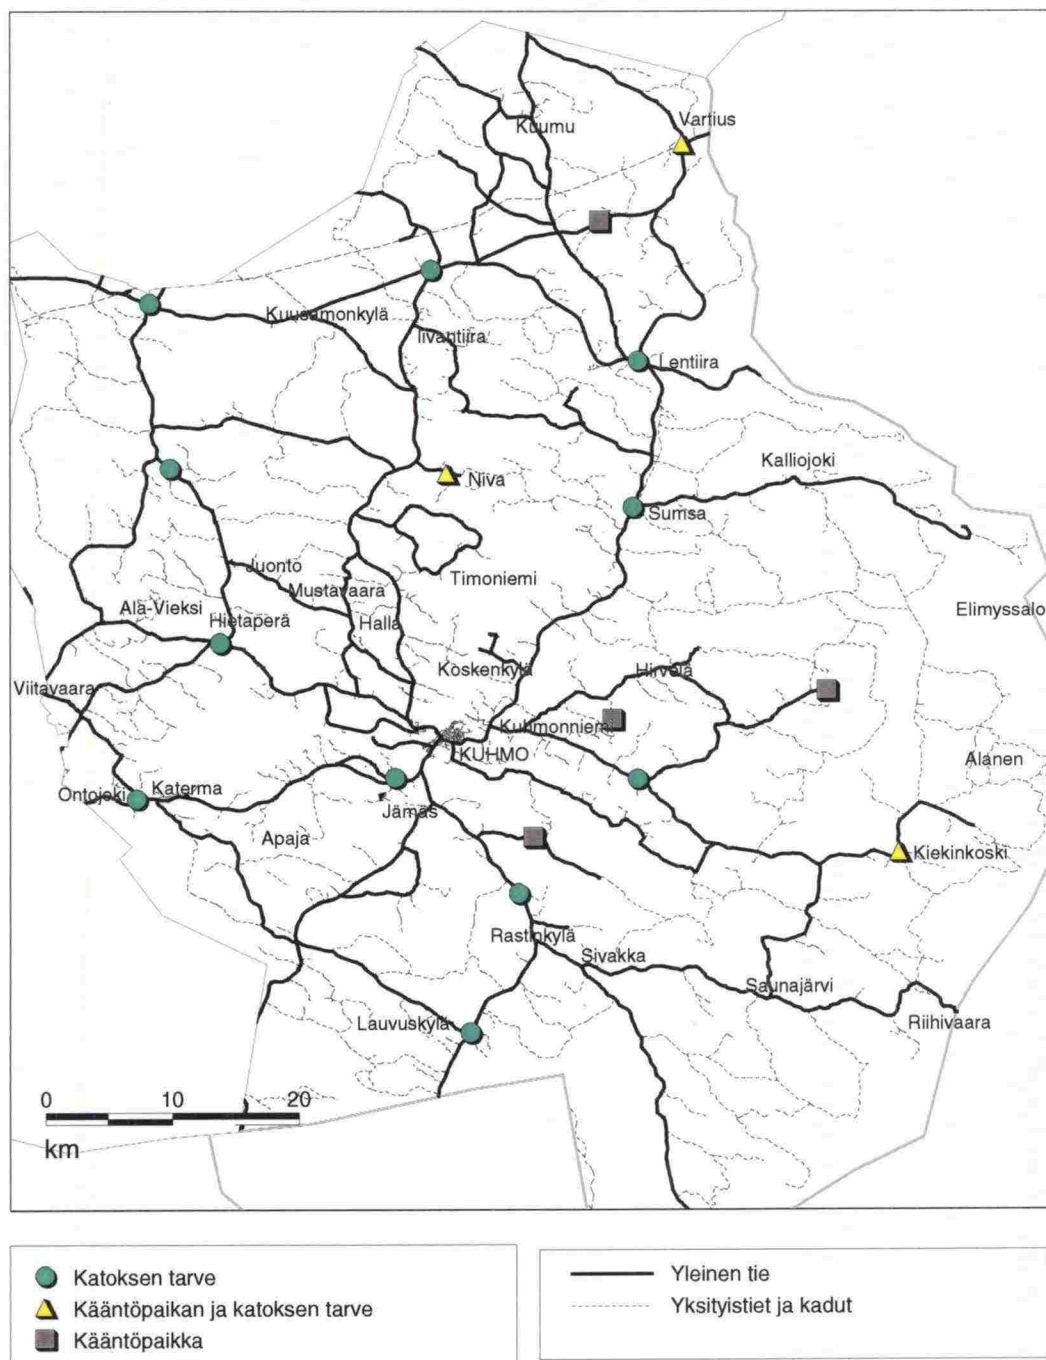 Vartius
Kuumu
Kuusamonkylä
Iivantiira
Lentiira
Kalliojoki
Niva
Sumsa
Juonto
Timoniemi
Mustavaara
Ala-Vieksi
Elimyssalo
Hietaperä
Halla
Koskenkylä
Hirvelä
Viitavaara
Kuhmonniemi
KUHMO
Alanen
Ontojoki
Katerma
Jämäs
Apaja
Kiekinkoski
Rastinkylä
Sivakka
Saunajärvi
Lauvuskylä
Riihivaara
0 10 20
km
Katoksen tarve
Kääntöpaikan ja katoksen tarve
Kääntöpaikka
Yleinen tie
Yksityistiet ja kadut